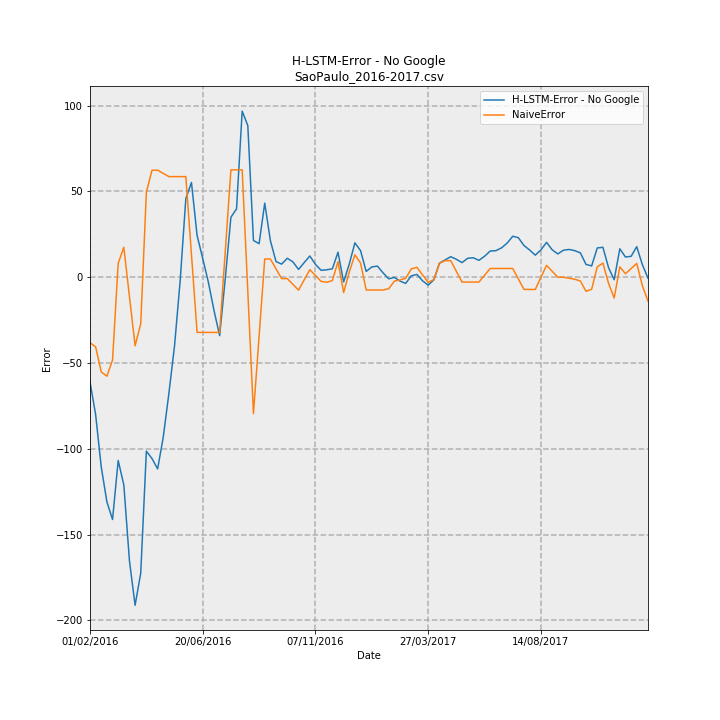 H-LSTM-Error - No Google
SaoPaulo_2016-2017.csv
H-LSTM-Error - No Google
NaiveError
100
50
0
−50
−100
−150
−200
Error
01/02/2016 20/06/2016 07/11/2016 27/03/2017 14/08/2017
Date